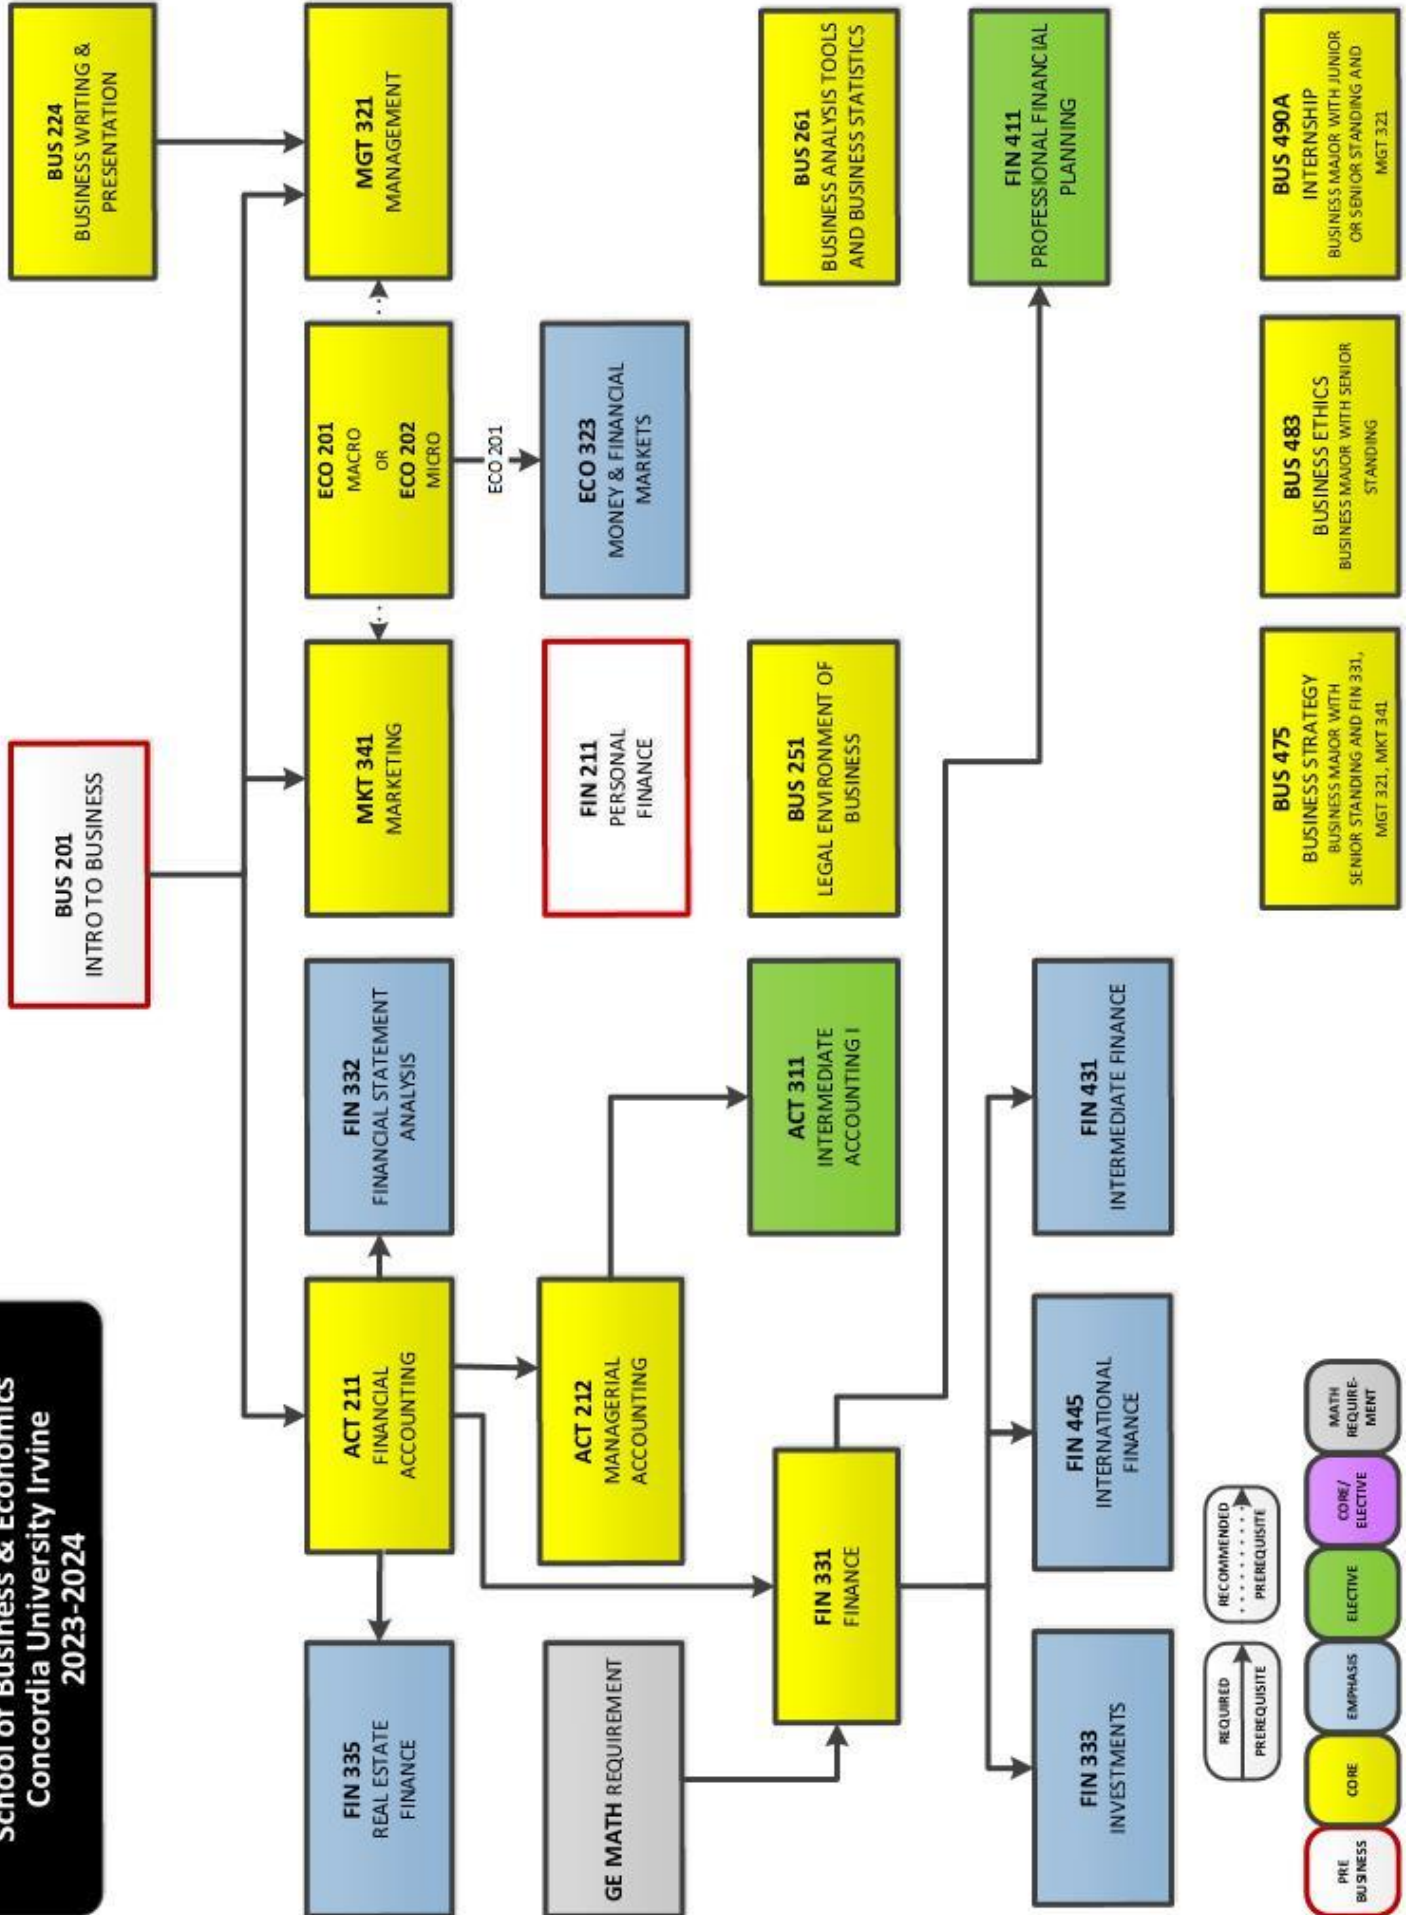 School of Business & Economics
Concordia University Irvine
2023-2024
BUS 201
INTRO TO BUSINESS
BUS 224
BUSINESS WRITING &
PRESENTATION
FIN 335
REAL ESTATE
FINANCE
ACT 211
FINANCIAL
ACCOUNTING
FIN 332
FINANCIAL STATEMENT
ANALYSIS
MKT 341
MARKETING
ECO 201
MACRO
OR
ECO 202
MICRO
MGT 321
MANAGEMENT
ECO 201
GE MATH REQUIREMENT
ACT 212
MANAGERIAL
ACCOUNTING
FIN 211
PERSONAL
FINANCE
ECO 323
MONEY & FINANCIAL
MARKETS
FIN 331
FINANCE
ACT 311
INTERMEDIATE
ACCOUNTING I
BUS 251
LEGAL ENVIRONMENT OF
BUSINESS
BUS 261
BUSINESS ANALYSIS TOOLS
AND BUSINESS STATISTICS
FIN 333
INVESTMENTS
FIN 445
INTERNATIONAL
FINANCE
FIN 431
INTERMEDIATE FINANCE
FIN 411
PROFESSIONAL FINANCIAL
PLANNING
REQUIRED
PREREQUISITE
RECOMMENDED
PREREQUISITE
PRE
BUSINESS
CORE
EMPHASIS
ELECTIVE
CORE/
ELECTIVE
MATH
REQUIRE-
MENT
BUS 475
BUSINESS STRATEGY
BUSINESS MAJOR WITH
SENIOR STANDING AND FIN 331,
MGT 321, MKT 341
BUS 483
BUSINESS ETHICS
BUSINESS MAJOR WITH SENIOR
STANDING
BUS 490A
INTERNSHIP
BUSINESS MAJOR WITH JUNIOR
OR SENIOR STANDING AND
MGT 321